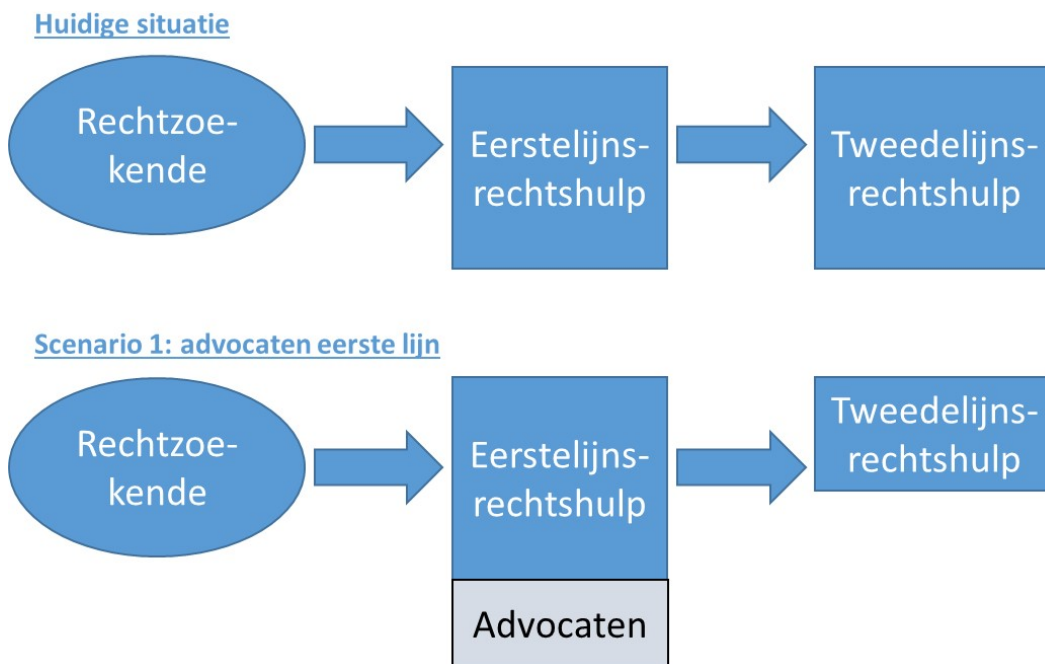 Huidige situatie
Rechtzoe-
kende
Eerstelijns-
rechtshulp
Tweedelijns-
rechtshulp
Scenario 1: advocaten eerste lijn
Rechtzoe-
kende
Eerstelijns-
rechtshulp
Tweedelijns-
rechtshulp
Advocaten